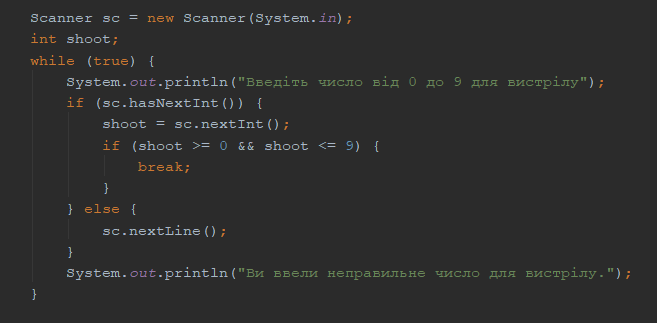 Scanner sc = new Scanner(System.in);
int shoot;
while (true) {
    System.out.println("Введіть число від 0 до 9 для вистрілу");
    if (sc.hasNextInt()) {
        shoot = sc.nextInt();
        if (shoot >= 0 && shoot <= 9) {
            break;
        }
    } else {
        sc.nextLine();
    }
    System.out.println("Ви ввели неправильне число для вистрілу.");
}